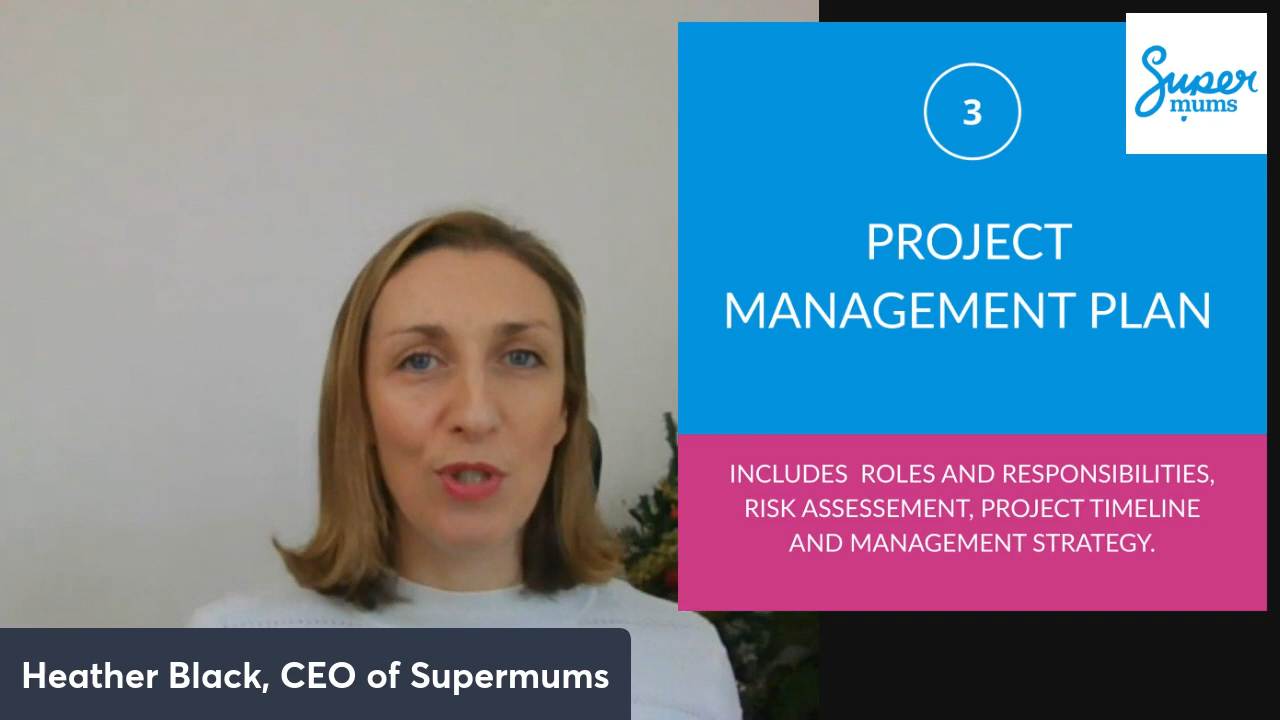 Super
mums
3
PROJECT
MANAGEMENT PLAN
INCLUDES ROLES AND RESPONSIBILITIES,
RISK ASSESSEMENT, PROJECT TIMELINE
AND MANAGEMENT STRATEGY.
Heather Black, CEO of Supermums